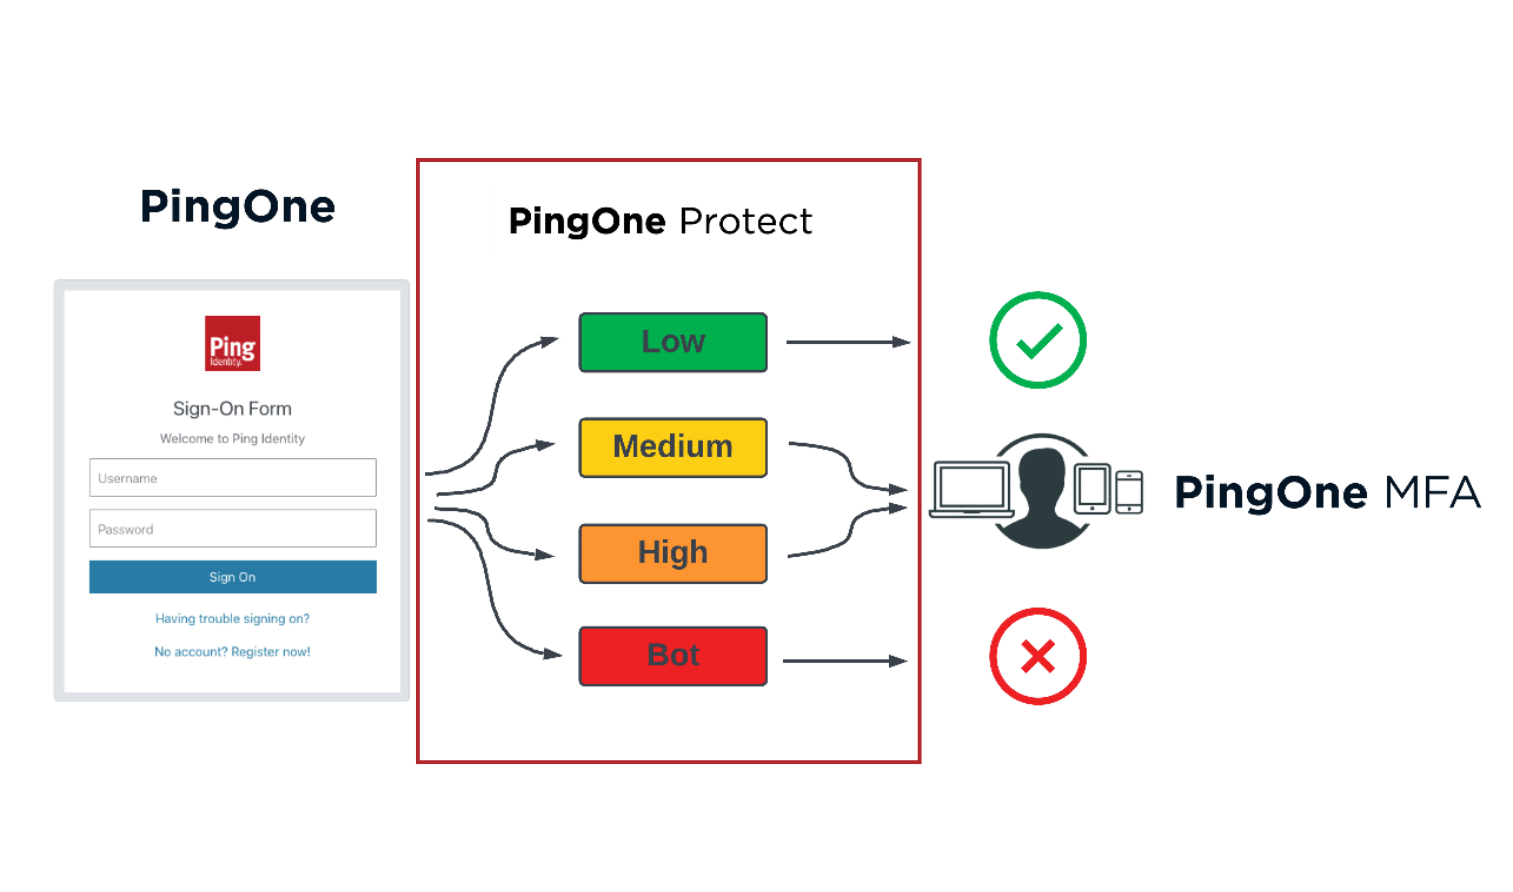 PingOne
Ping
Identity.
Sign-On Form
Welcome to Ping Identity
Username
Password
Sign On
Having trouble signing on?
No account? Register now!
PingOne Protect
Low
Medium
High
Bot
PingOne MFA